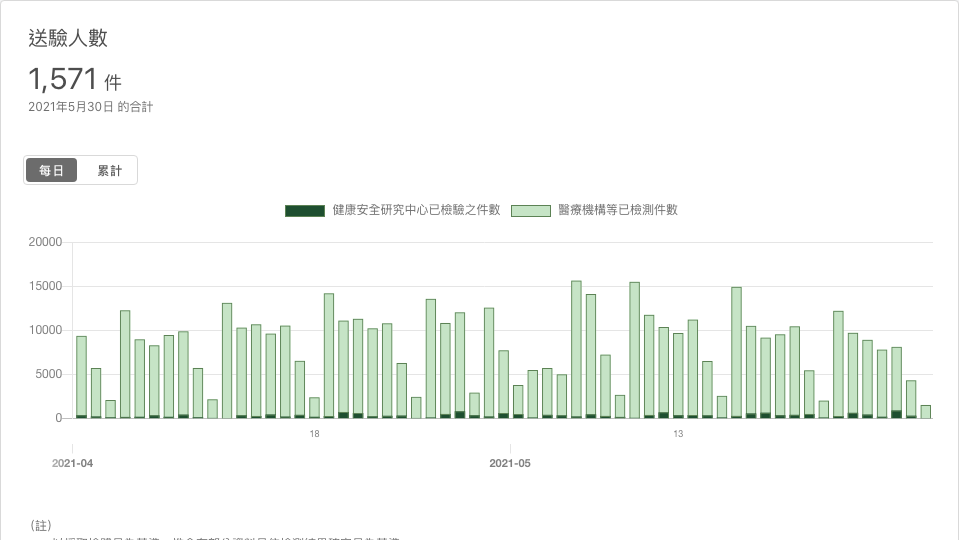 送驗人數
1,571 件
2021年5月30日 的合計
每日 累計
健康安全研究中心已檢驗之件數 醫療機構等已檢測件數
20000
15000
10000
5000
0
18 13
2021-04 2021-05
(註)